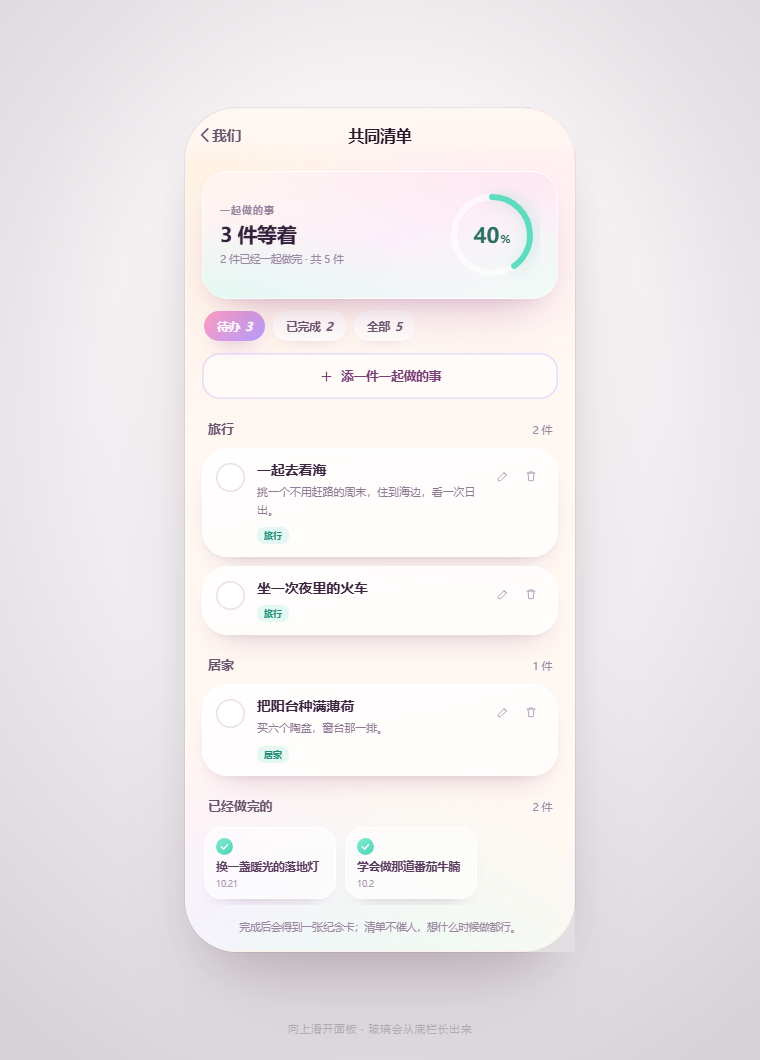 我们
共同清单
一起做的事
3 件等着
2 件已经一起做完 · 共 5 件
40%
待办 3
已完成 2
全部 5
+ 添一件一起做的事
旅行
2 件
一起去看海
挑一个不用赶路的周末，住到海边，看一次日
出。
旅行
坐一次夜里的火车
旅行
居家
1 件
把阳台种满薄荷
买六个陶盆，窗台那一排。
居家
已经做完的
2 件
换一盏暖光的落地灯
10.21
学会做那道番茄牛腩
10.2
完成后会得到一张纪念卡；清单不催人，想什么时候做都行。
向上滑开面板 · 玻璃会从底栏长出来